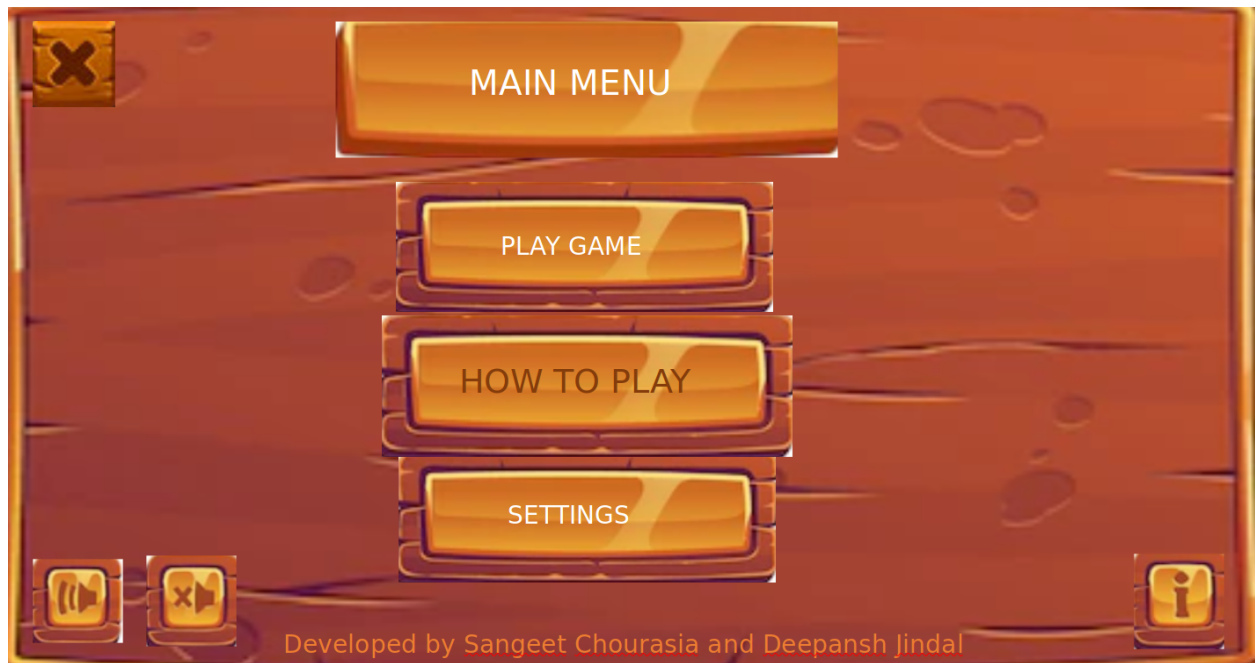 MAIN MENU
PLAY GAME
HOW TO PLAY
SETTINGS
Developed by Sangeet Chourasia and Deepansh Jindal